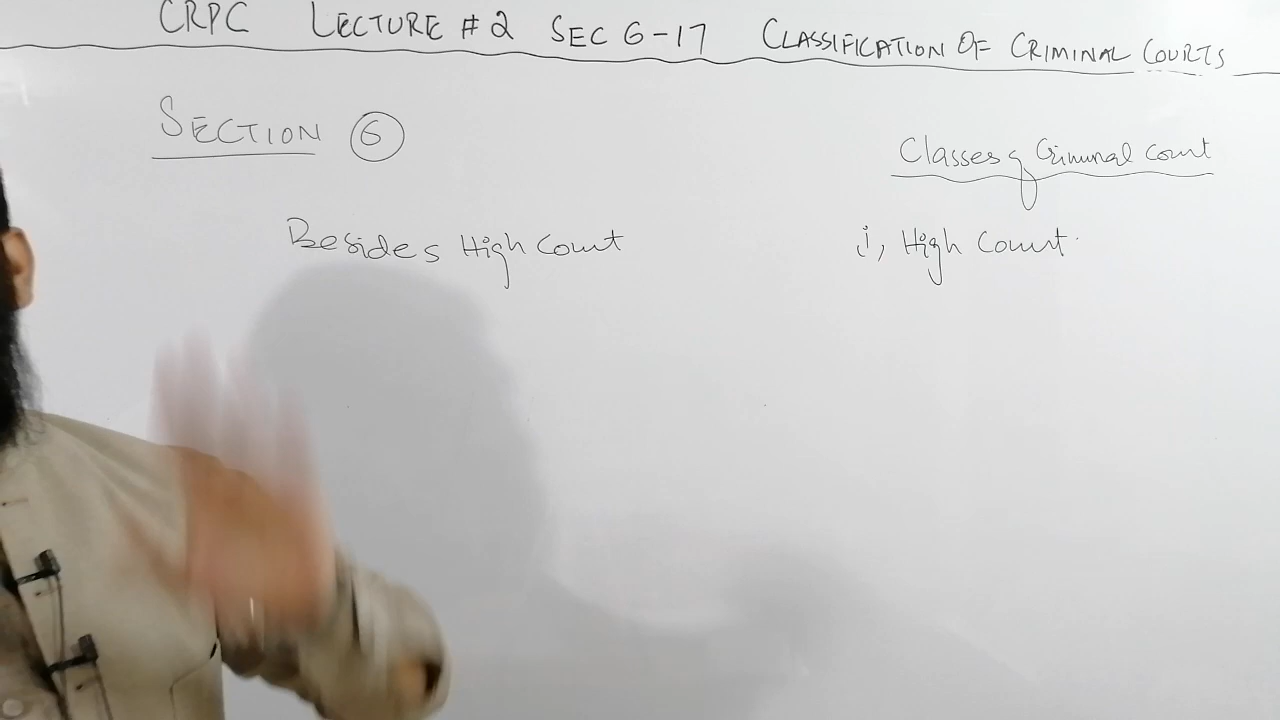 CRPC LECTURE # 2 SEC 6-17 CLASSIFICATION OF CRIMINAL COURTS
SECTION 6
Besides High Court
Classes of Criminal Court
i, High Court